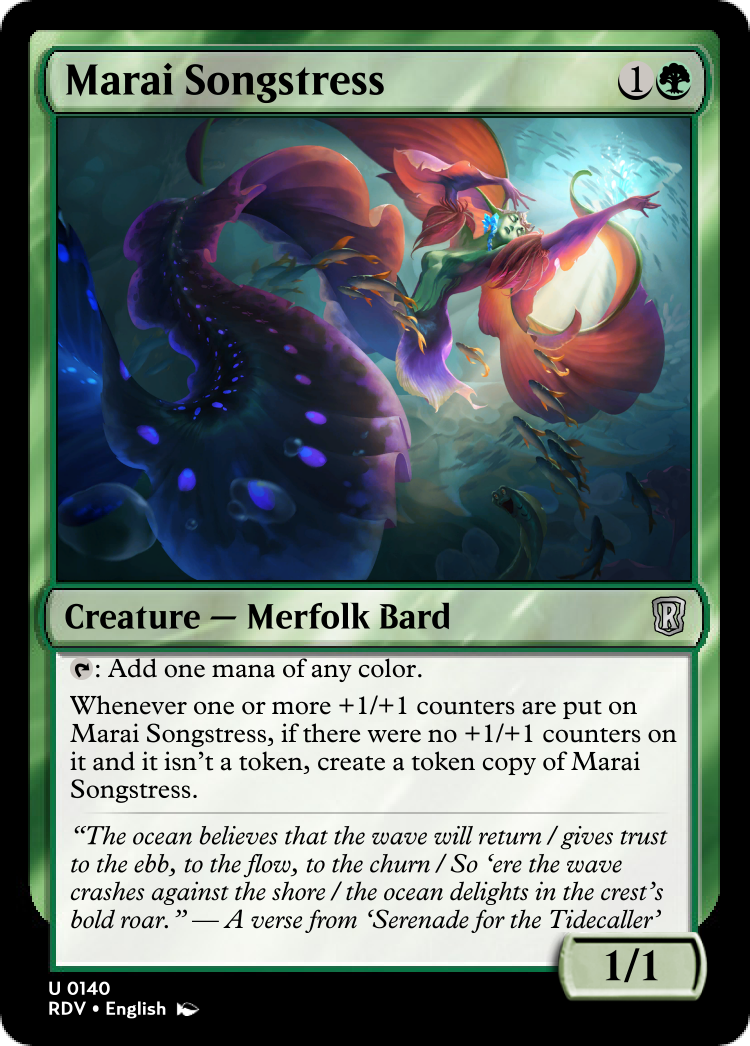 Marai Songstress
1
Creature — Merfolk Bard
R
: Add one mana of any color.
Whenever one or more +1/+1 counters are put on
Marai Songstress, if there were no +1/+1 counters on
it and it isn't a token, create a token copy of Marai
Songstress.
“The ocean believes that the wave will return / gives trust
to the ebb, to the flow, to the churn / So ‘ere the wave
crashes against the shore / the ocean delights in the crest's
bold roar.” — A verse from ‘Serenade for the Tidecaller’
1/1
U 0140
RDV • English